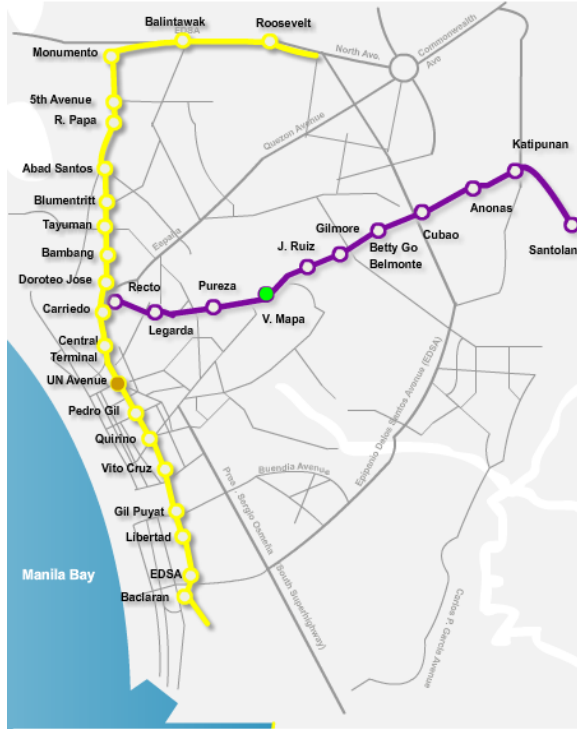 Balintawak
Roosevelt
EDSA
Monumento
North Ave.
Commonwealth
Ave
5th Avenue
R. Papa
Quezon Avenue
Katipunan
Abad Santos
Blumentritt
Anonas
Tayuman
España
Gilmore
Cubao
Santolan
Bambang
J. Ruiz
Betty Go
Belmonte
Doroteo Jose
Recto
Pureza
Carriedo
Legarda
V. Mapa
Central
Terminal
UN Avenue
Pedro Gil
Quirino
Vito Cruz
Buendia Avenue
Epipanio Delos Santos Avenue (EDSA)
Pres. Sergio Osmeña
South Superhighway)
Gil Puyat
Libertad
EDSA
Manila Bay
Baclaran
Carlos P. Garcia Avenue